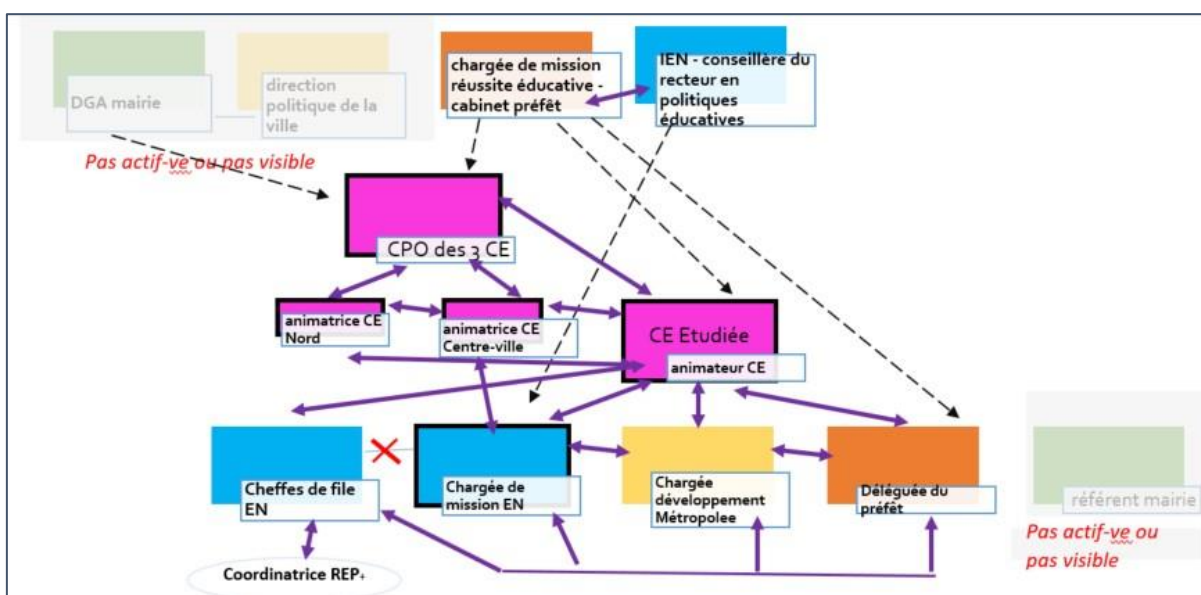 DGA mairie
direction
politique de la
ville
chargée de mission
réussite éducative -
cabinet préfêt
IEN - conseillère du
recteur en
politiques
éducatives
Pas actif-ve ou pas visible
CPO des 3 CE
animatrice CE
Nord
animatrice CE
Centre-ville
CE Etudiée
animateur CE
Cheffes de file
EN
Chargée de
mission EN
Chargée
développement
Métropolee
Déléguée du
préfêt
référent mairie
Pas actif-ve ou
pas visible
Coordinatrice REP+